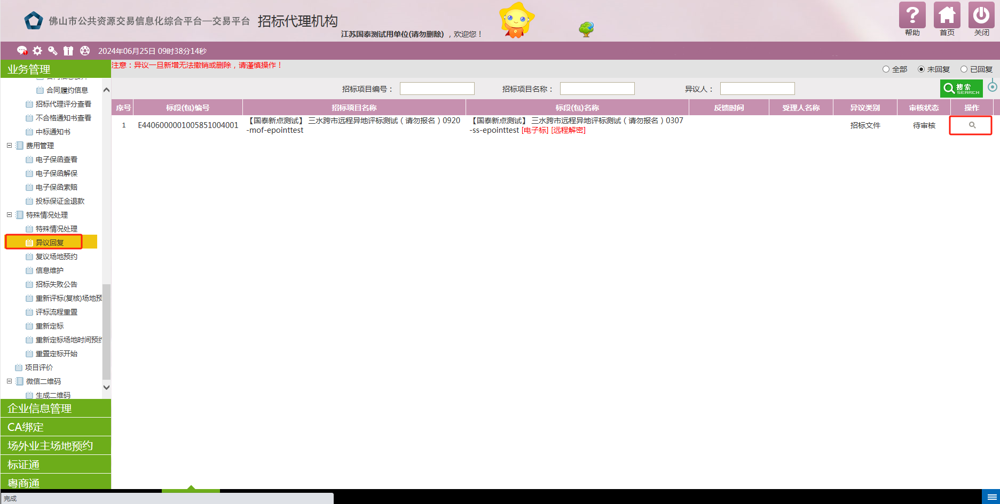 佛山市公共资源交易信息化综合平台—交易平台 招标代理机构
江苏国泰测试用单位(请勿删除) ，欢迎您！
帮助 首页 关闭
2024年06月25日 09时38分14秒
业务管理
注意：异议一旦新增无法撤销或删除，请谨慎操作！
全部 未回复 已回复
招标项目编号： 招标项目名称： 异议人： 搜索 SEARCH
序号 标段(包)编号 招标项目名称 标段(包)名称 反馈时间 受理人名称 异议类别 审核状态 操作
1 E4406000001005851004001 【国泰新点测试】 三水跨市远程异地评标测试（请勿报名）0920-mof-epointtest 【国泰新点测试】 三水跨市远程异地评标测试（请勿报名）0307-ss-epointtest [电子标] [远程解密] 招标文件 待审核
合同履约信息
招标代理评分查看
不合格通知书查看
中标通知书
费用管理
电子保函查看
电子保函解保
电子保函索赔
投标保证金退款
特殊情况处理
特殊情况处理
异议回复
复议场地预约
信息维护
招标失败公告
重新评标(复核)场地预
评标流程重置
重新定标
重新定标场地时间预约
重置定标开始
项目评价
微信二维码
生成二维码
企业信息管理
CA绑定
场外业主场地预约
标证通
粤商通
完成